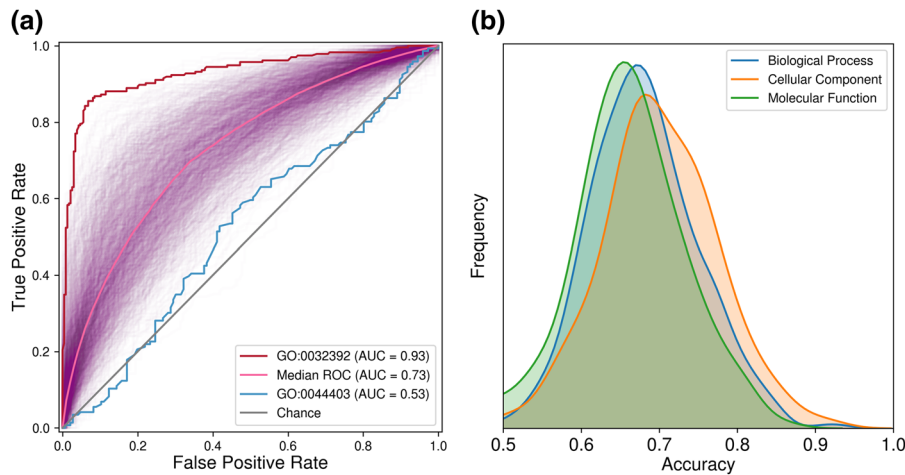 (a)
1.0
0.8
0.6
0.4
0.2
0.0
True Positive Rate
GO:0032392 (AUC = 0.93)
Median ROC (AUC = 0.73)
GO:0044403 (AUC = 0.53)
Chance
0.0 0.2 0.4 0.6 0.8 1.0
False Positive Rate
(b)
Frequency
Biological Process
Cellular Component
Molecular Function
0.5 0.6 0.7 0.8 0.9 1.0
Accuracy